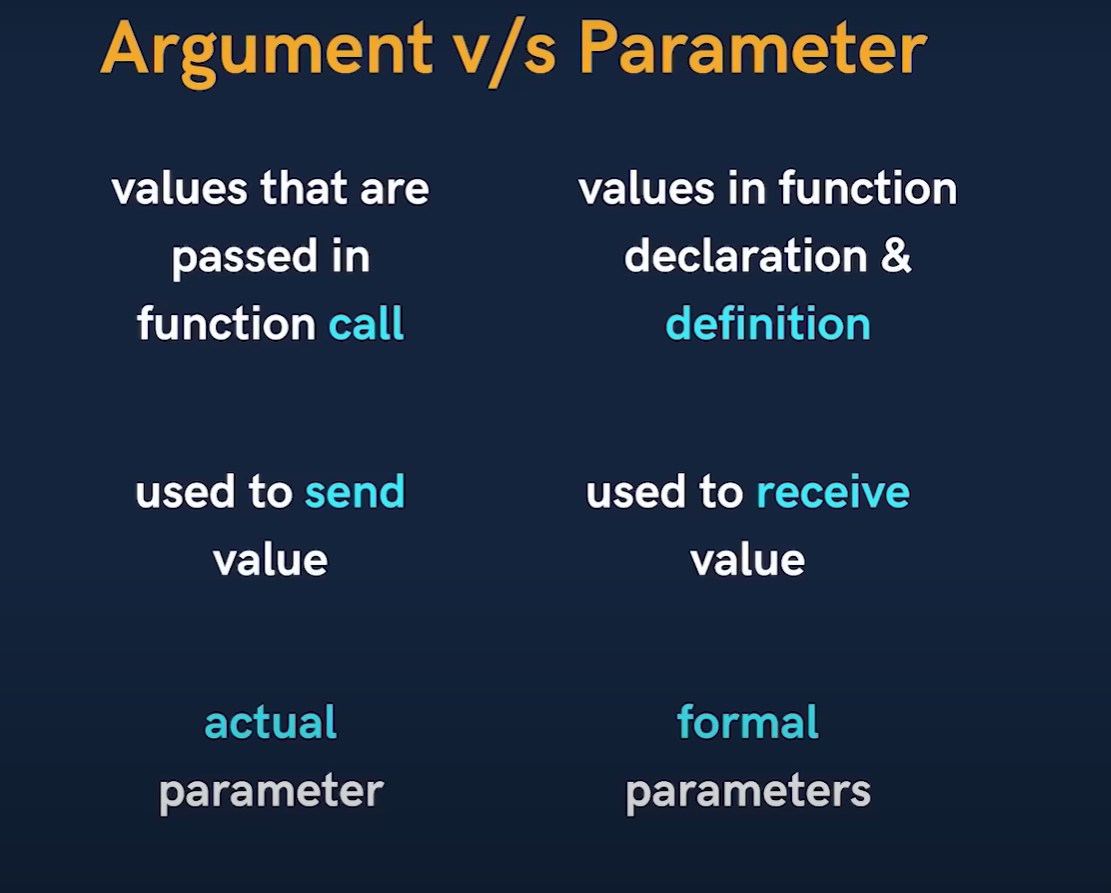 Argument v/s Parameter
values that are
passed in
function call
values in function
declaration &
definition
used to send
value
used to receive
value
actual
parameter
formal
parameters